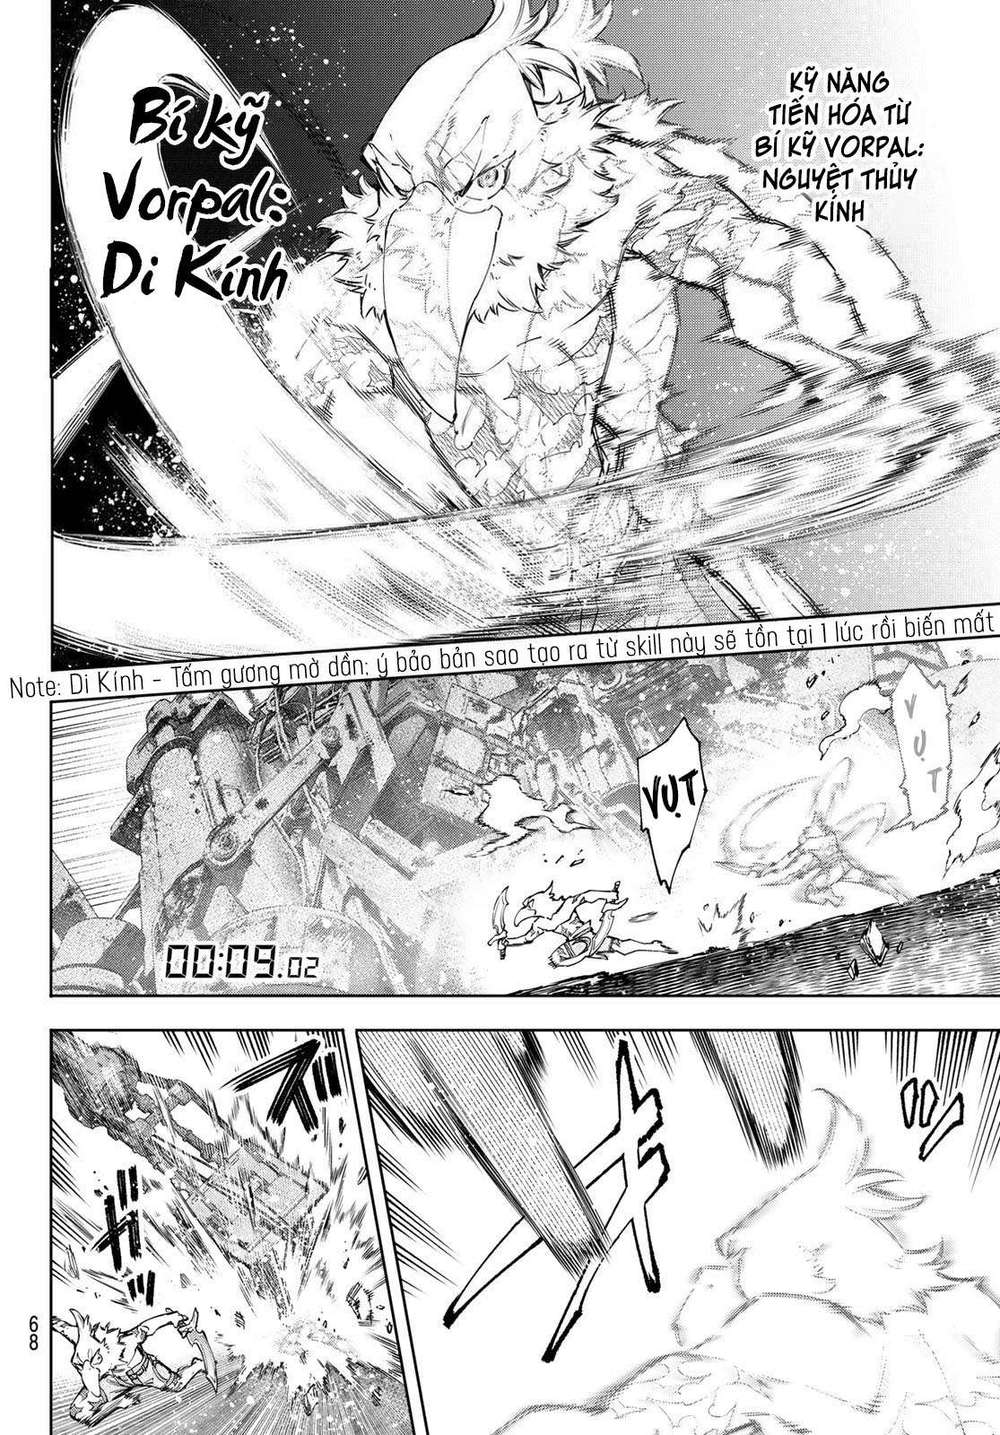 KỸ NĂNG
TIẾN HÓA TỪ
BÍ KỸ VORPAL:
NGUYỆT THỦY
KÍNH
Bí kỹ
Vorpal:
Di Kính
Note: Di Kính - Tấm gương mờ dần; ý bảo bản sao tạo ra từ skill này sẽ tồn tại 1 lúc rồi biến mất
VỤT
VỤT
00:09.02
68